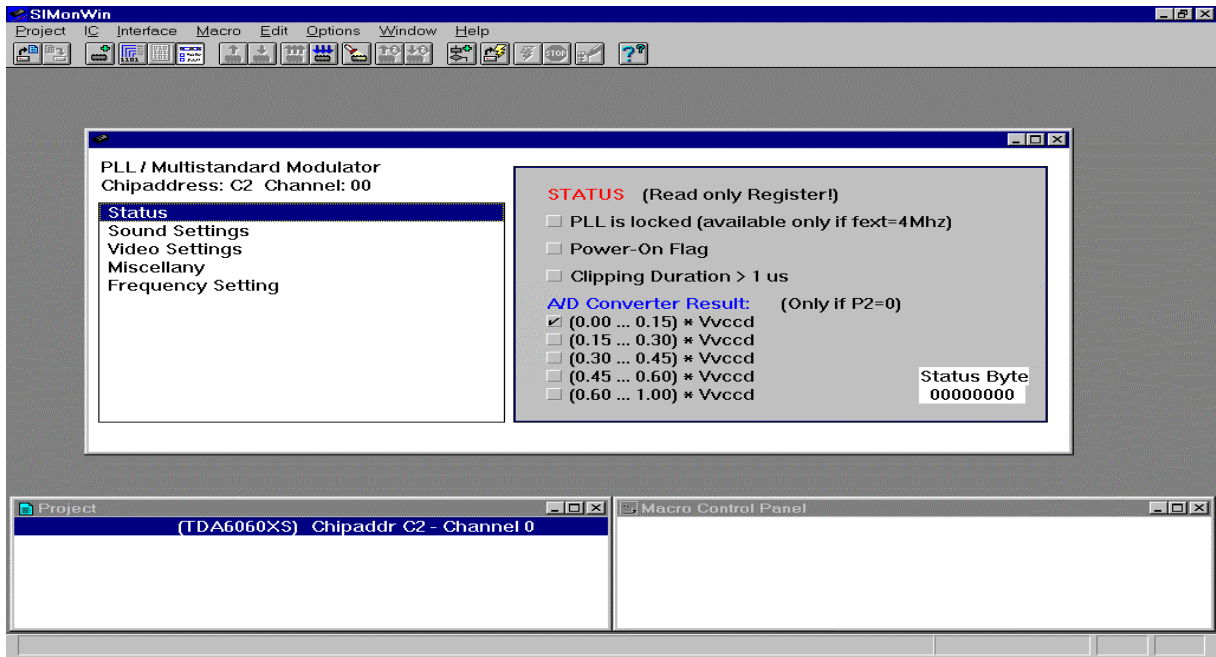 SIMonWin
Project IC Interface Macro Edit Options Window Help
STOP
PLL / Multistandard Modulator
Chipaddress: C2 Channel: 00
Status
Sound Settings
Video Settings
Miscellany
Frequency Setting
STATUS (Read only Register!)
PLL is locked (available only if fext=4Mhz)
Power-On Flag
Clipping Duration > 1 us
A/D Converter Result: (Only if P2=0)
(0.00 ... 0.15) * Vvccd
(0.15 ... 0.30) * Vvccd
(0.30 ... 0.45) * Vvccd
(0.45 ... 0.60) * Vvccd
(0.60 ... 1.00) * Vvccd
Status Byte
00000000
Project
(TDA6060XS) Chipaddr C2 - Channel 0
Macro Control Panel